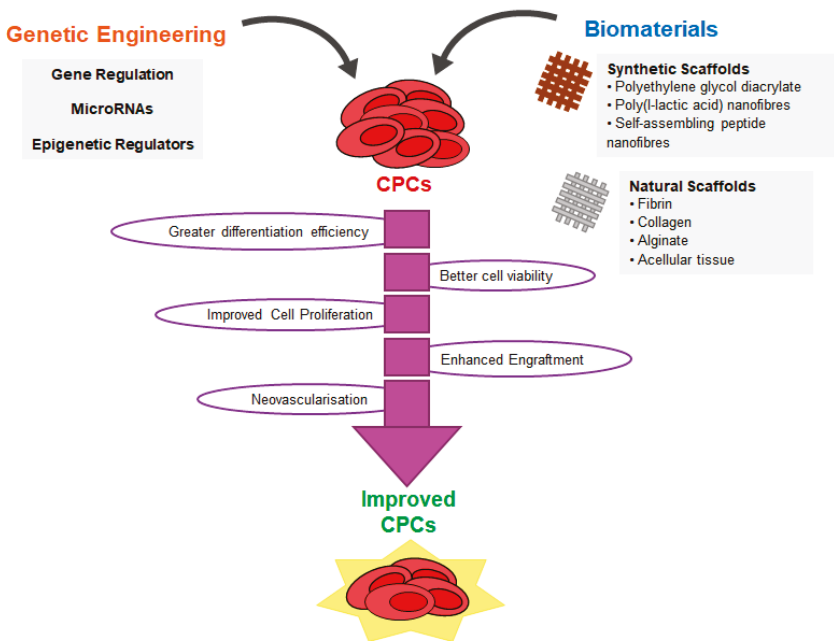 Genetic Engineering
Gene Regulation
MicroRNAs
Epigenetic Regulators
Biomaterials
Synthetic Scaffolds
• Polyethylene glycol diacrylate
• Poly(l-lactic acid) nanofibres
• Self-assembling peptide
nanofibres
Natural Scaffolds
• Fibrin
• Collagen
• Alginate
• Acellular tissue
CPCs
Greater differentiation efficiency
Better cell viability
Improved Cell Proliferation
Enhanced Engraftment
Neovascularisation
Improved
CPCs